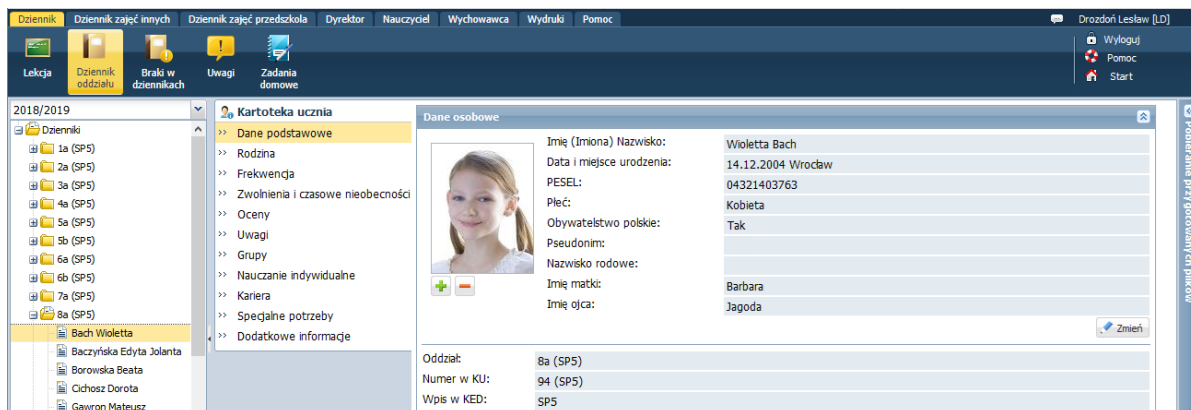 Dziennik Dziennik zajęć innych Dziennik zajęć przedszkola Dyrektor Nauczyciel Wychowawca Wydruki Pomoc Drozdoń Lesław [LD]
Lekcja
Dziennik oddziału
Braki w dziennikach
Uwagi
Zadania domowe
Wyloguj
Pomoc
Start
2018/2019
Dzienniki
1a (SP5)
2a (SP5)
3a (SP5)
4a (SP5)
5a (SP5)
5b (SP5)
6a (SP5)
6b (SP5)
7a (SP5)
8a (SP5)
Bach Wioletta
Baczyńska Edyta Jolanta
Borowska Beata
Cichosz Dorota
Gawron Mateusz
Kartoteka ucznia
Dane podstawowe
Rodzina
Frekwencja
Zwolnienia i czasowe nieobecności
Oceny
Uwagi
Grupy
Nauczanie indywidualne
Kariera
Specjalne potrzeby
Dodatkowe informacje
Dane osobowe
Imię (Imiona) Nazwisko: Wioletta Bach
Data i miejsce urodzenia: 14.12.2004 Wrocław
PESEL: 04321403763
Płeć: Kobieta
Obywatelstwo polskie: Tak
Pseudonim:
Nazwisko rodowe:
Imię matki: Barbara
Imię ojca: Jagoda
Zmień
Oddział: 8a (SP5)
Numer w KU: 94 (SP5)
Wpis w KED: SP5
Pobieranie przygotowanych plików